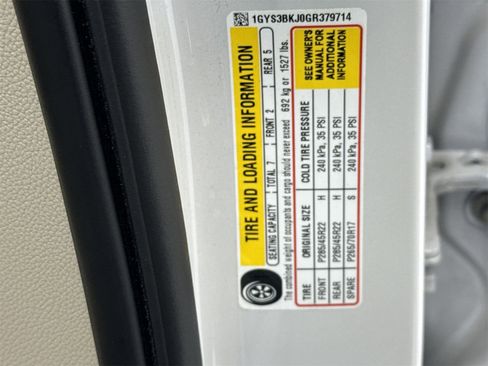 1GYS3BKJ0GR379714
TIRE AND LOADING INFORMATION
SEATING CAPACITY TOTAL 7 FRONT 2 REAR 5
The combined weight of occupants and cargo should never exceed 692 kg or 1527 lbs.
TIRE ORIGINAL SIZE COLD TIRE PRESSURE
FRONT P285/45R22 H 240 kPa, 35 PSI
REAR P285/45R22 H 240 kPa, 35 PSI
SPARE P265/70R17 S 240 kPa, 35 PSI
SEE OWNER'S
MANUAL FOR
ADDITIONAL
INFORMATION